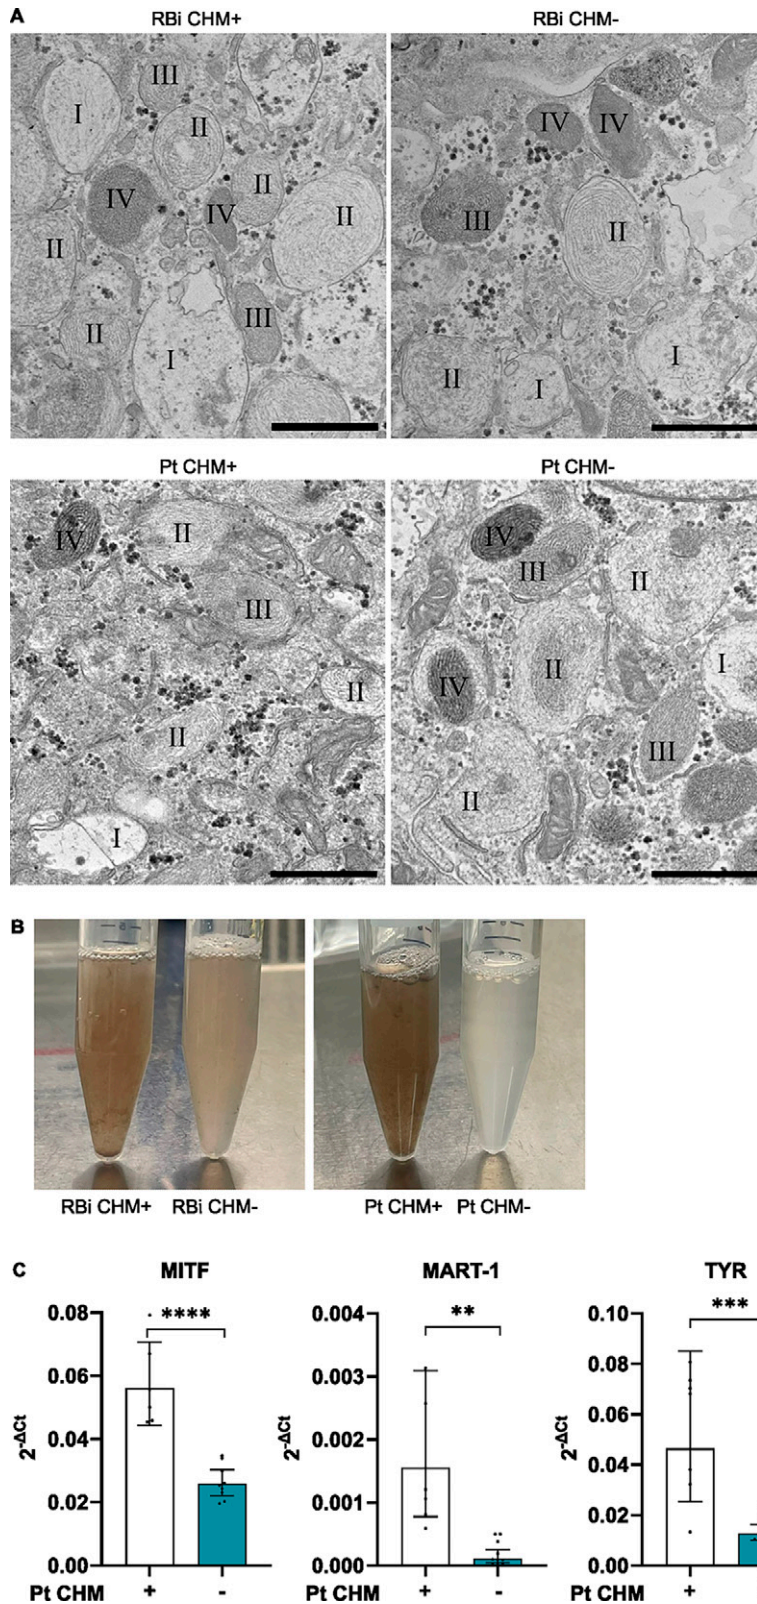 A
RBi CHM+ RBi CHM-
III
I
II
IV
II
IV
II
II
III
II
I
IV IV
III
II
I
II
I
Pt CHM+ Pt CHM-
IV
II
III
II
II
I
IV
III
II
I
II
IV
III
II
B
RBi CHM+ RBi CHM- Pt CHM+ Pt CHM-
C
MITF MART-1 TYR
**** ** ***
0.08 0.004 0.10
0.003 0.08
0.06
0.06
0.04 0.002
0.04
0.02 0.001
0.02
0.00 0.000 0.00
2-ΔCt 2-ΔCt 2-ΔCt
Pt CHM + - Pt CHM + - Pt CHM +